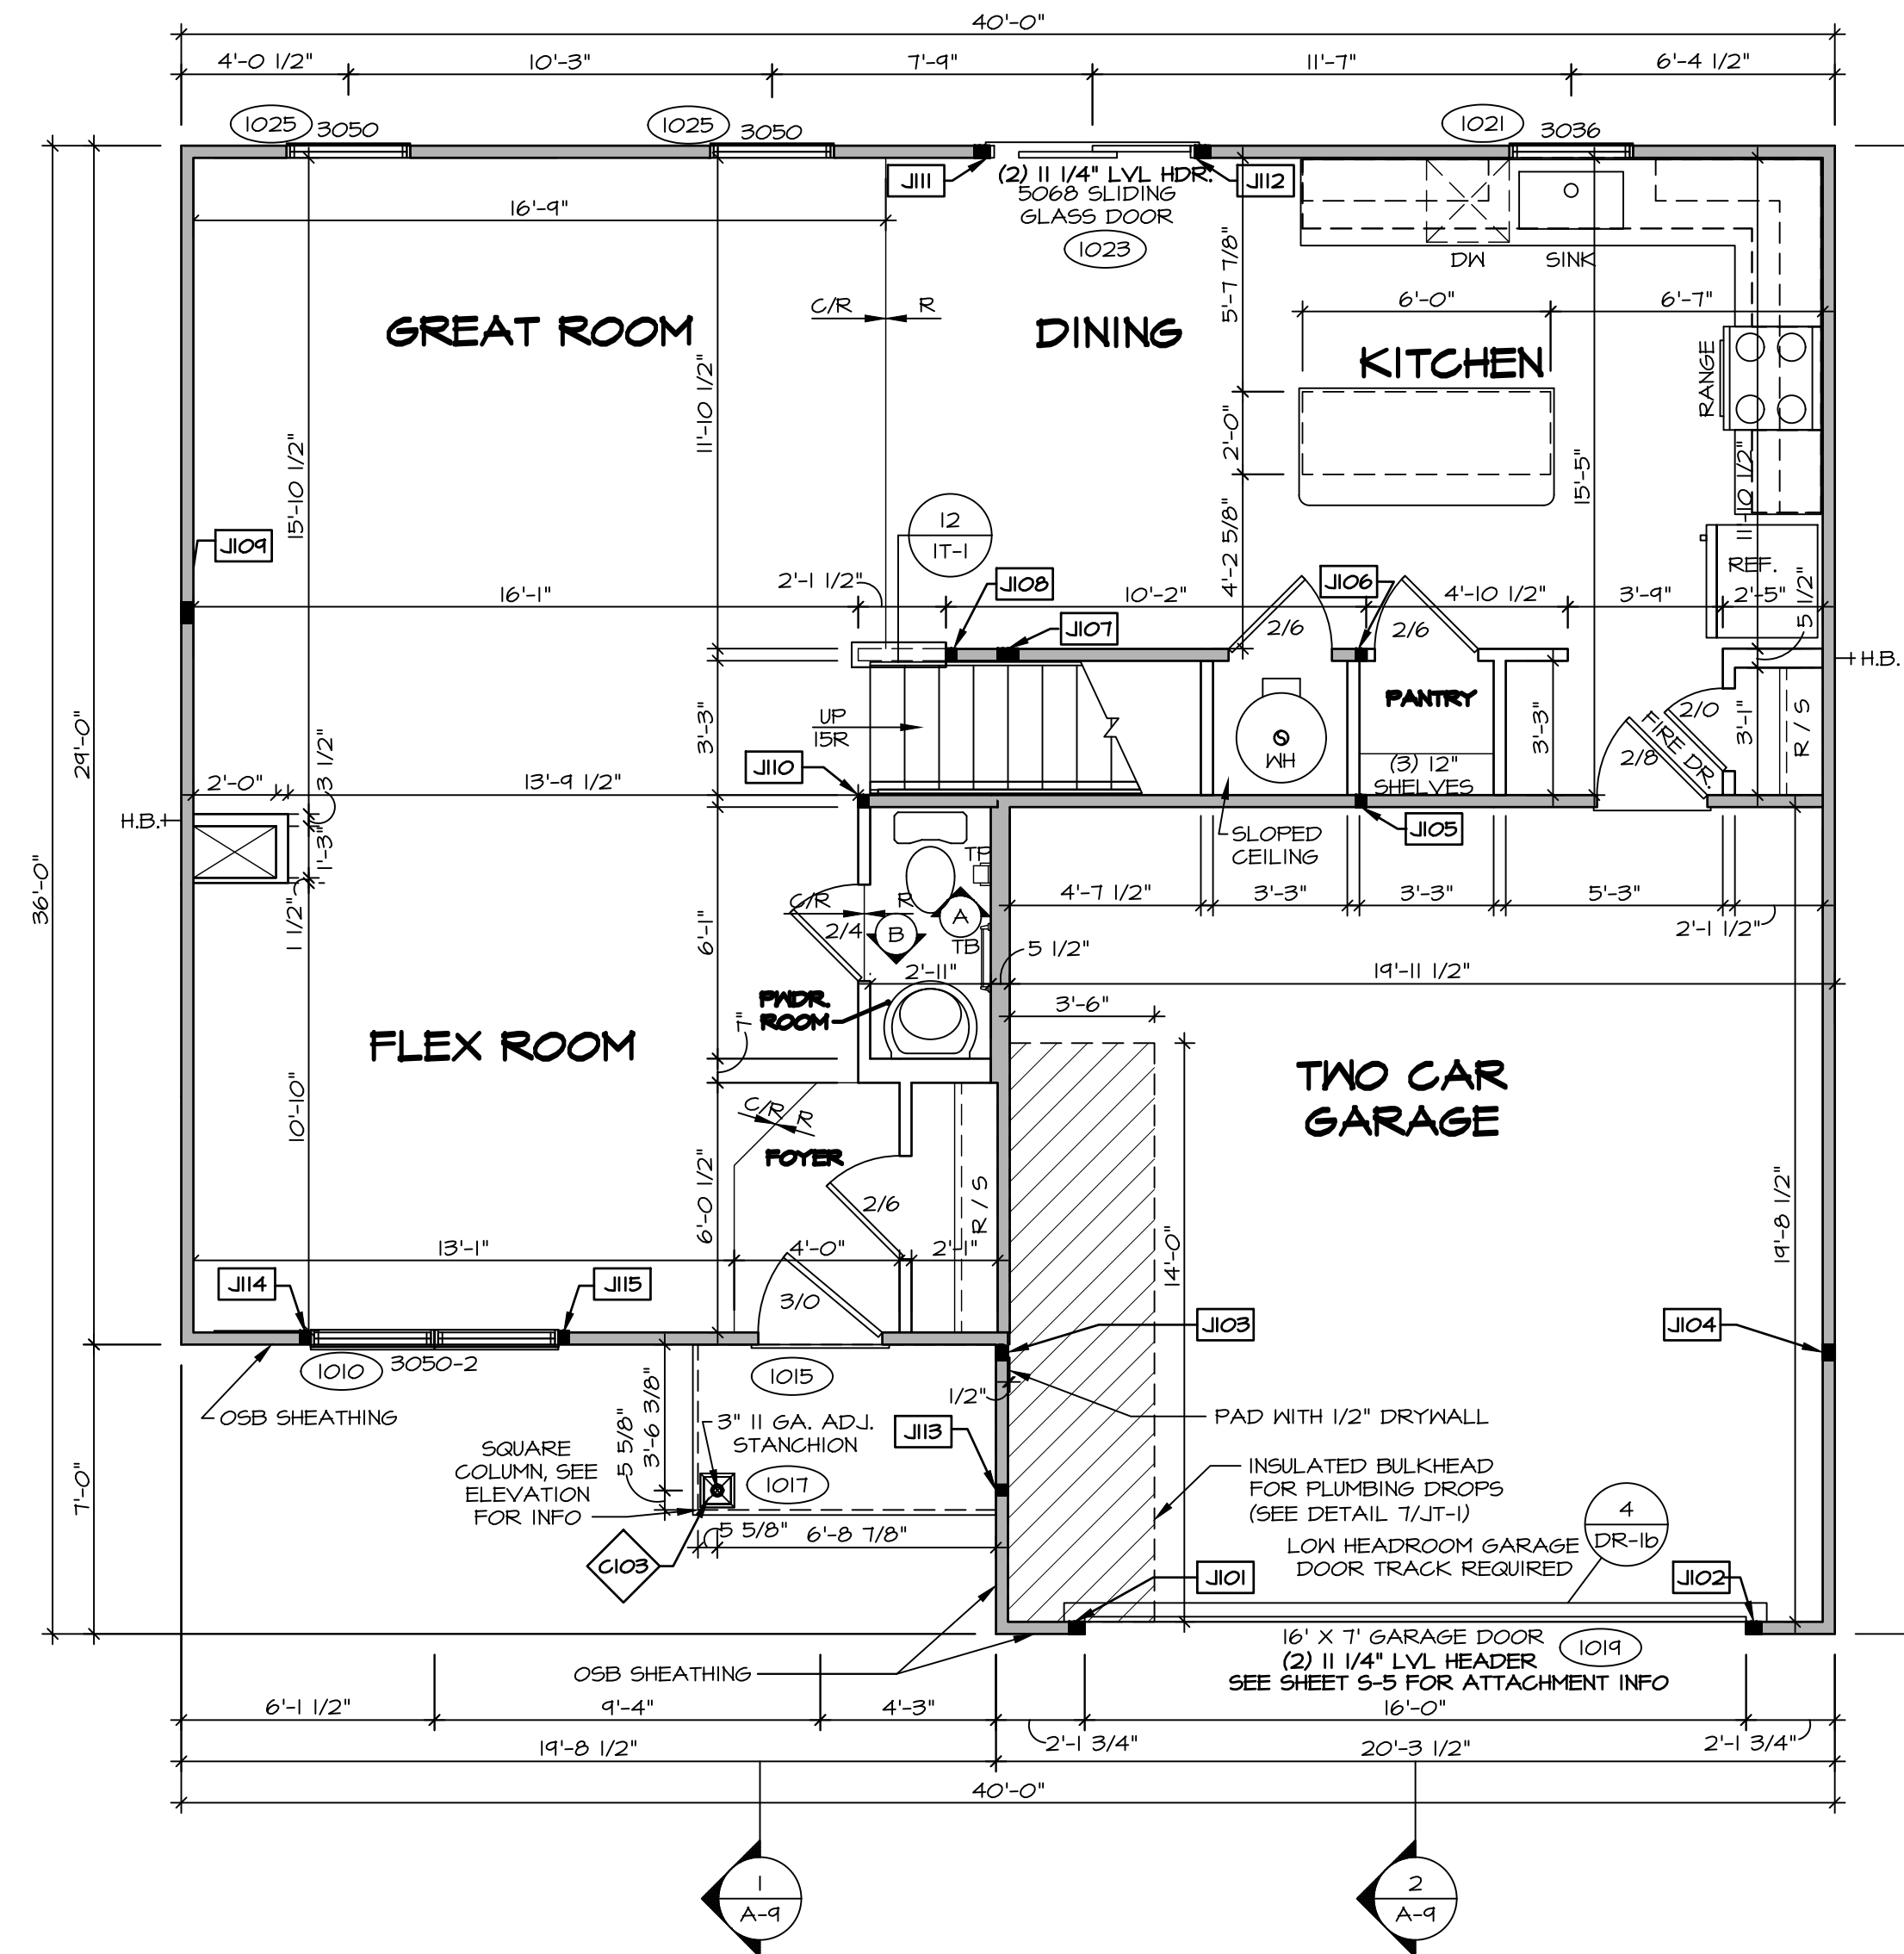 40'-0"
4'-0 1/2"
10'-3"
7'-9"
11'-7"
6'-4 1/2"
1025
3050
1025
3050
1021
3036
J111
(2) 11 1/4" LVL HDR.
5068 SLIDING
GLASS DOOR
1023
J112
16'-9"
DW
SINK
5'-7 7/8"
6'-0"
6'-7"
C/R
R
GREAT ROOM
DINING
KITCHEN
RANGE
11'-10 1/2"
2'-0"
15'-10 1/2"
15'-5"
11'-10 1/2"
12
1T-1
4'-2 5/8"
J109
REF.
2'-1 1/2"
J108
J106
16'-1"
10'-2"
4'-10 1/2"
3'-9"
2'-5"
5 1/2"
J107
2/6
2/6
H.B.
PANTRY
2/0
UP
15R
3'-3"
3'-3"
FIRE DR.
3'-1"
R / S
29'-0"
J110
WH
(3) 12"
SHELVES
2/8
2'-0"
3 1/2"
13'-9 1/2"
H.B.
1'-3"
J105
SLOPED
CEILING
TP
36'-0"
1 1/2"
4'-7 1/2"
3'-3"
3'-3"
5'-3"
2'-1 1/2"
C/R
R
A
2/4
B
TB
6'-1"
5 1/2"
2'-11"
19'-11 1/2"
PWDR.
ROOM
3'-6"
7"
FLEX ROOM
TWO CAR
GARAGE
10'-10"
C/R
R
FOYER
6'-0 1/2"
2/6
R / S
14'-0"
19'-8 1/2"
13'-1"
4'-0"
2'-1"
J114
J115
3/0
J103
J104
1010
3050-2
1015
1/2"
OSB SHEATHING
PAD WITH 1/2" DRYWALL
5 5/8"
3'-6 3/8"
3" 11 GA. ADJ.
STANCHION
J113
SQUARE
COLUMN, SEE
ELEVATION
FOR INFO
1017
INSULATED BULKHEAD
FOR PLUMBING DROPS
(SEE DETAIL 7/JT-1)
7'-0"
5 5/8"
6'-8 7/8"
4
DR-1b
LOW HEADROOM GARAGE
DOOR TRACK REQUIRED
C103
J101
J102
16' X 7' GARAGE DOOR
1019
(2) 11 1/4" LVL HEADER
SEE SHEET S-5 FOR ATTACHMENT INFO
OSB SHEATHING
6'-1 1/2"
9'-4"
4'-3"
16'-0"
2'-1 3/4"
2'-1 3/4"
19'-8 1/2"
20'-3 1/2"
40'-0"
1
A-9
2
A-9